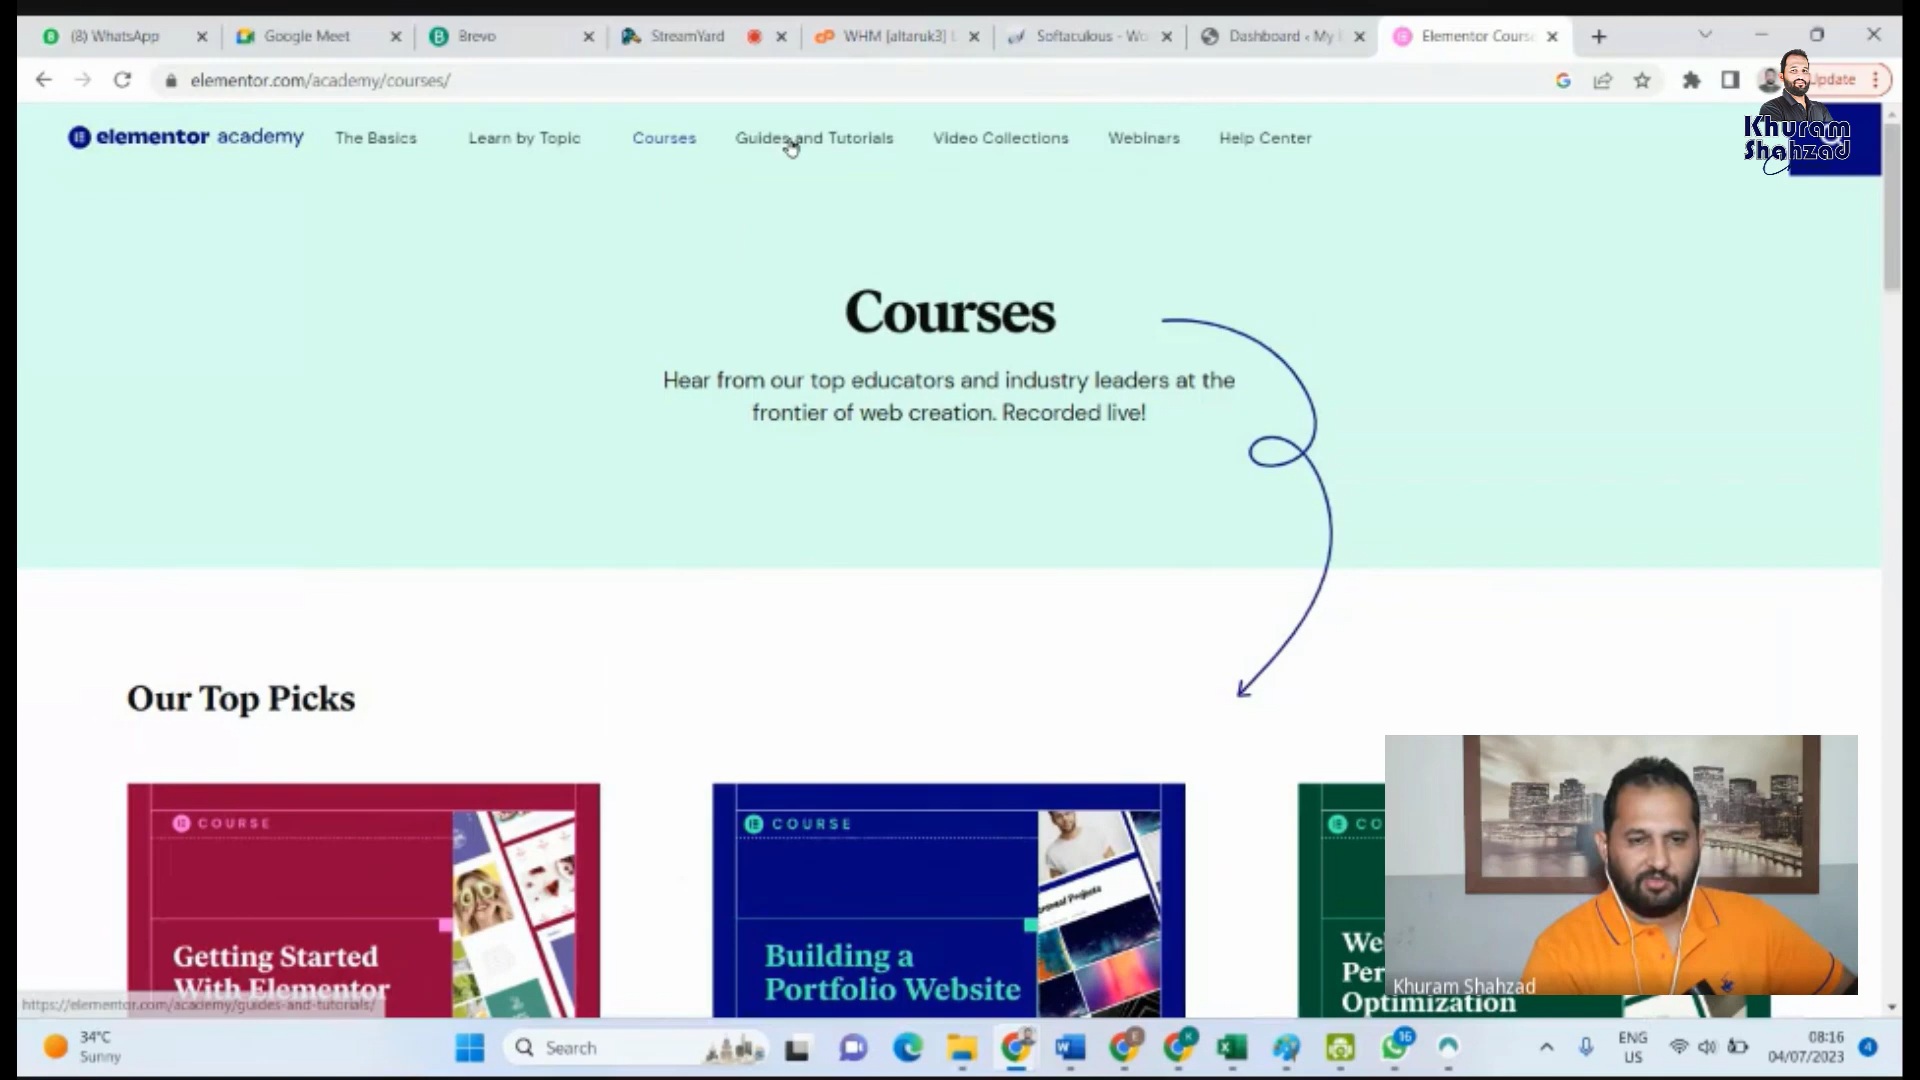 (8) WhatsApp
Google Meet
Brevo
StreamYard
WHM [altaruk3] L
Softaculous - Wo
Dashboard ‹ My
Elementor Course
elementor.com/academy/courses/
Update
elementor academy
The Basics
Learn by Topic
Courses
Guides and Tutorials
Video Collections
Webinars
Help Center
Khuram
Shahzad
Courses
Hear from our top educators and industry leaders at the
frontier of web creation. Recorded live!
Our Top Picks
COURSE
Getting Started
With Elementor
COURSE
Building a
Portfolio Website
CO
We
Per
Optimization
Khuram Shahzad
https://elementor.com/academy/guides-and-tutorials/
34°C
Sunny
Search
16
ENG
US
08:16
04/07/2023
4